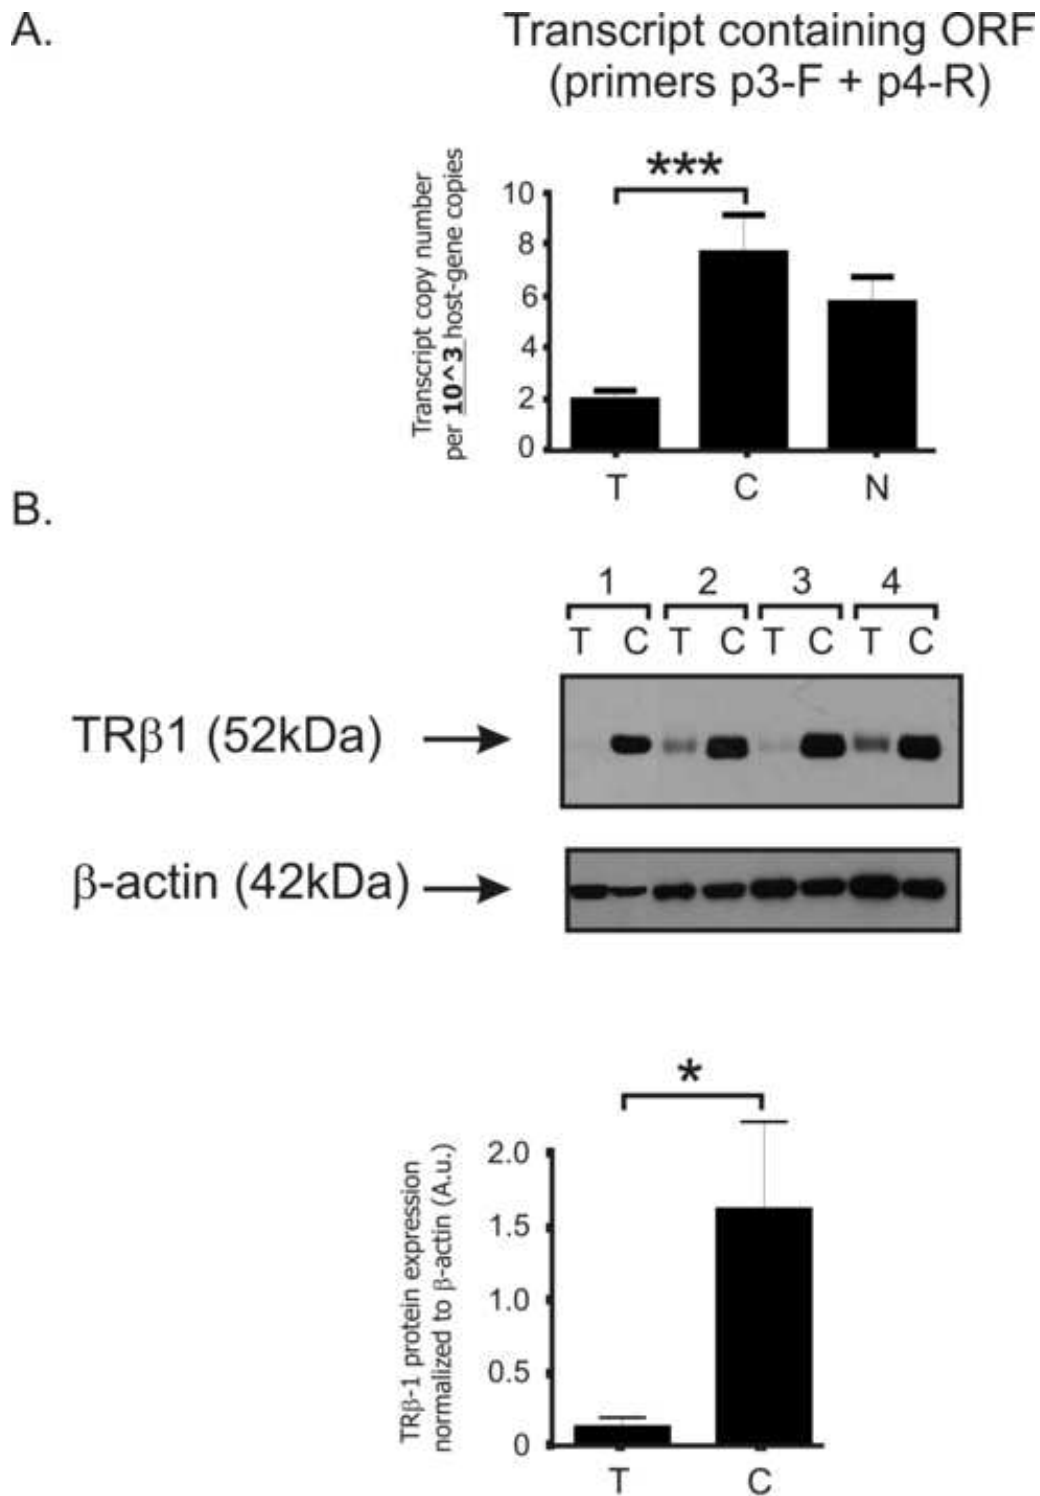 A.
Transcript containing ORF
(primers p3-F + p4-R)
Transcript copy number
per 10^3 host-gene copies
***
10
8
6
4
2
0
T C N
B.
1 2 3 4
T C T C T C T C
TRβ1 (52kDa)
β-actin (42kDa)
*
TRβ-1 protein expression
normalized to β-actin (A.u.)
2.0
1.5
1.0
0.5
0
T C